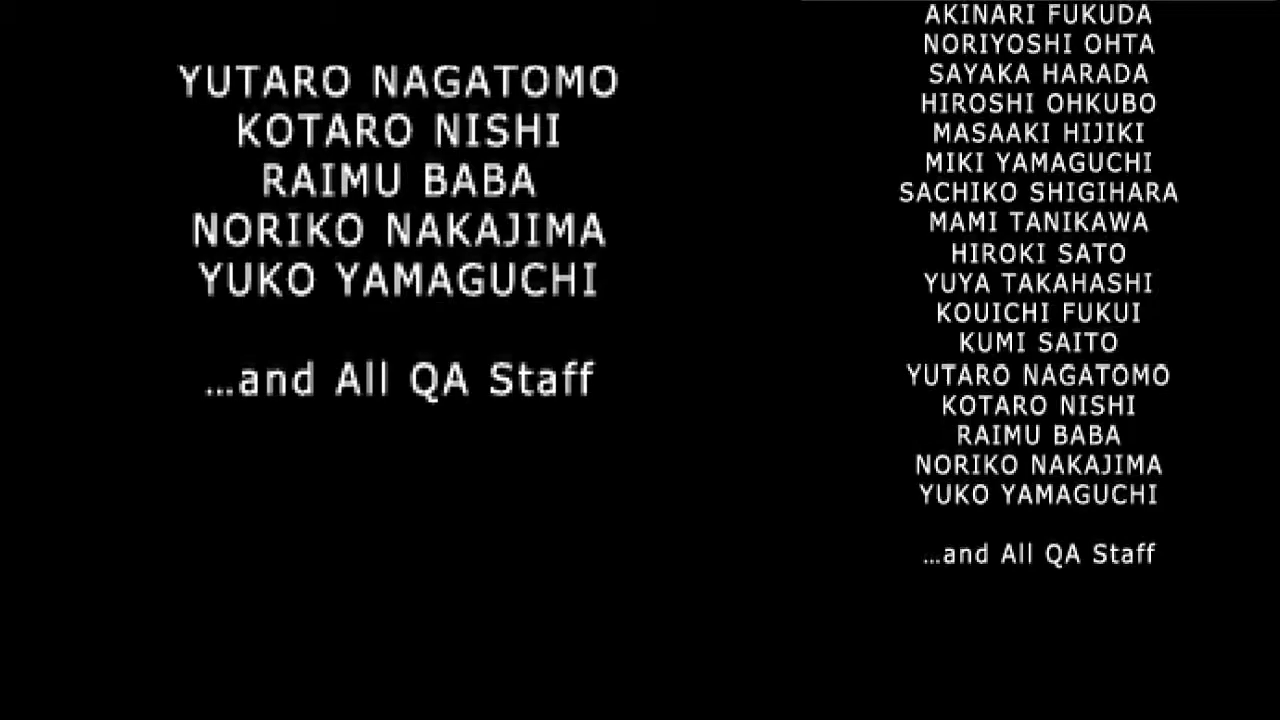 YUTARO NAGATOMO
KOTARO NISHI
RAIMU BABA
NORIKO NAKAJIMA
YUKO YAMAGUCHI
…and All QA Staff
AKINARI FUKUDA
NORIYOSHI OHTA
SAYAKA HARADA
HIROSHI OHKUBO
MASAAKI HIJIKI
MIKI YAMAGUCHI
SACHIKO SHIGIHARA
MAMI TANIKAWA
HIROKI SATO
YUYA TAKAHASHI
KOUICHI FUKUI
KUMI SAITO
YUTARO NAGATOMO
KOTARO NISHI
RAIMU BABA
NORIKO NAKAJIMA
YUKO YAMAGUCHI
…and All QA Staff